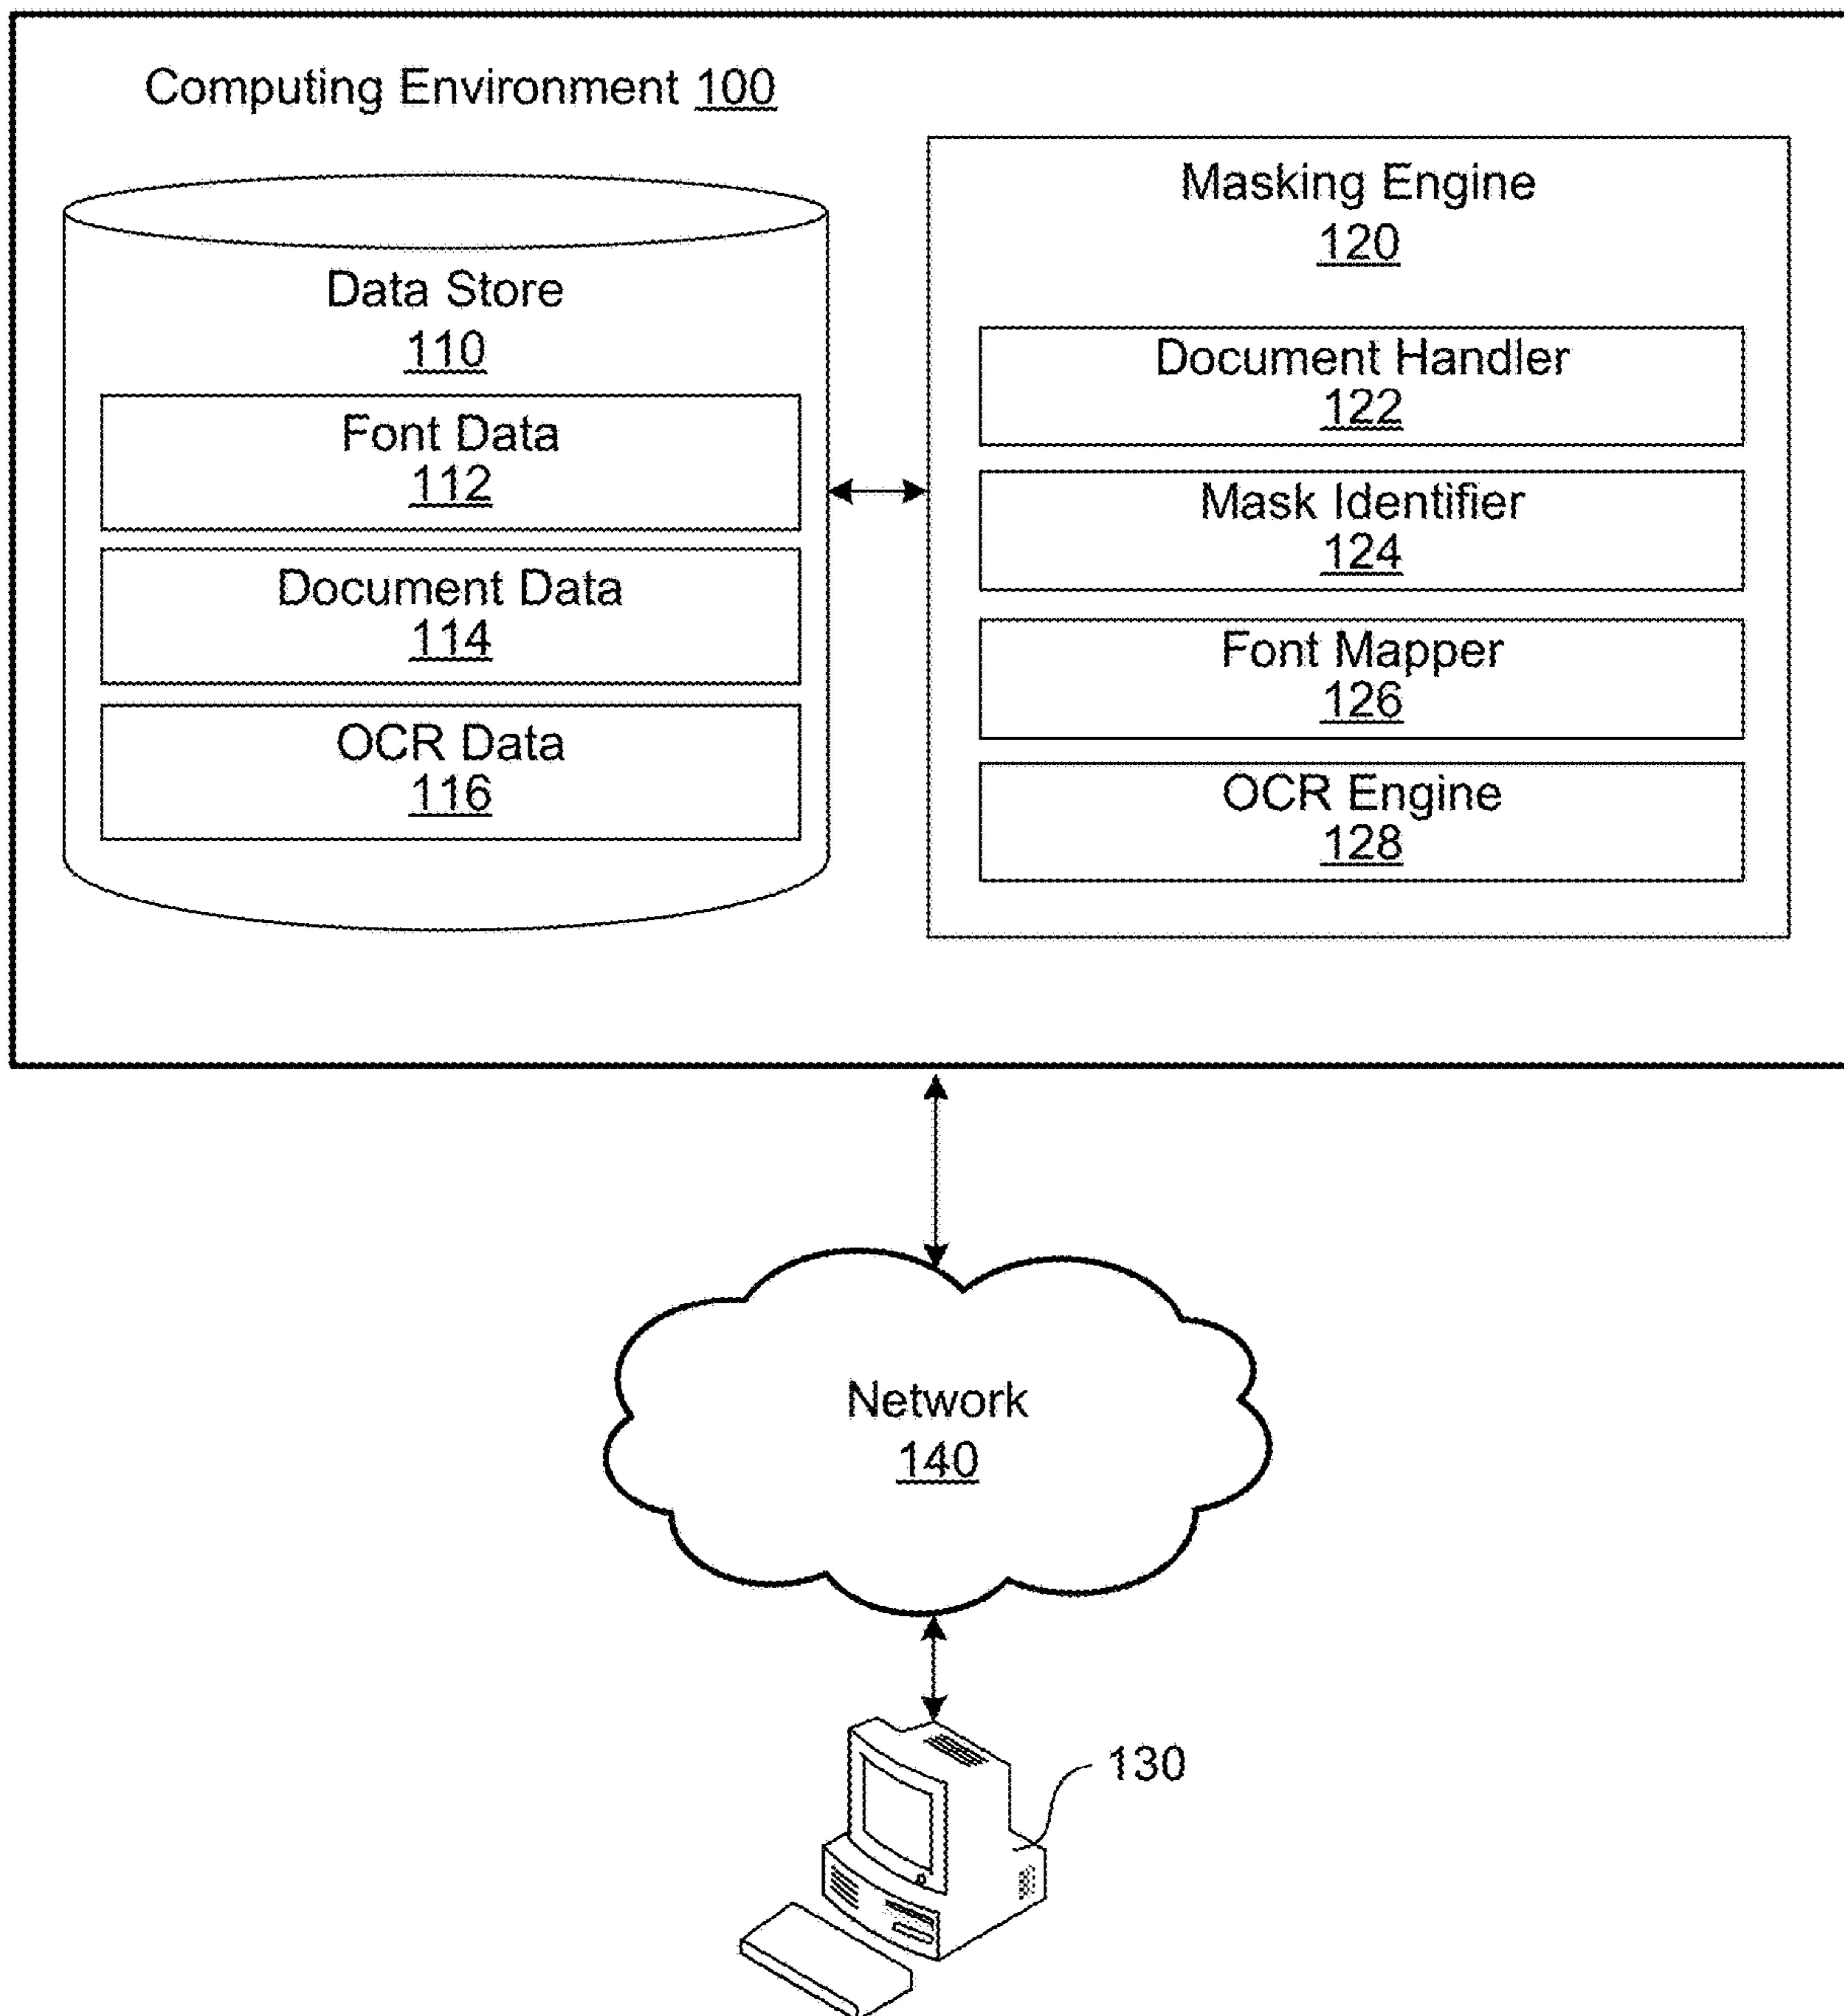 Computing Environment 100
Data Store
110
Font Data
112
Document Data
114
OCR Data
116
Masking Engine
120
Document Handler
122
Mask Identifier
124
Font Mapper
126
OCR Engine
128
Network
140
130